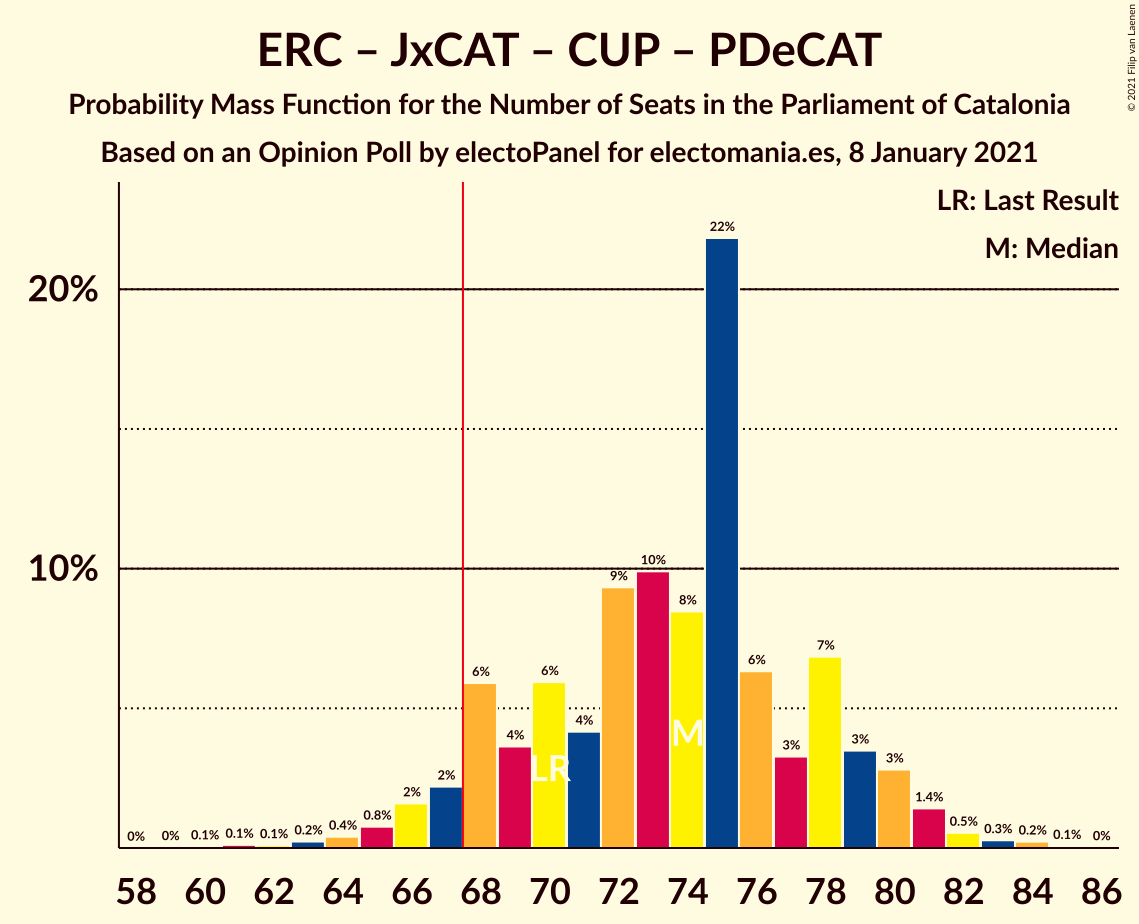 ERC – JxCAT – CUP – PDeCAT
Probability Mass Function for the Number of Seats in the Parliament of Catalonia
Based on an Opinion Poll by electoPanel for electomania.es, 8 January 2021
© 2021 Filip van Laenen
LR: Last Result
M: Median
20%
10%
0% 0% 0.1% 0.1% 0.1% 0.2% 0.4% 0.8% 2% 2% 6% 4% 6% 4% 9% 10% 8% 22% 6% 3% 7% 3% 3% 1.4% 0.5% 0.3% 0.2% 0.1% 0%
LR M
58 60 62 64 66 68 70 72 74 76 78 80 82 84 86